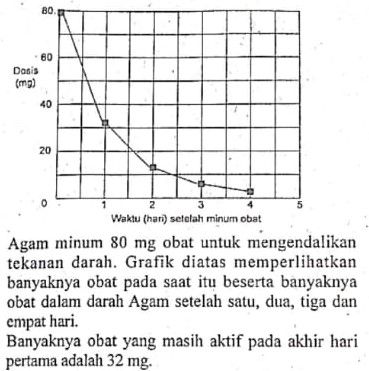 80
60
Dosis
(mg)
40
20
0 1 2 3 4 5
Waktu (hari) setelah minum obat
Agam minum 80 mg obat untuk mengendalikan
tekanan darah. Grafik diatas memperlihatkan
banyaknya obat pada saat itu beserta banyaknya
obat dalam darah Agam setelah satu, dua, tiga dan
empat hari.
Banyaknya obat yang masih aktif pada akhir hari
pertama adalah 32 mg.